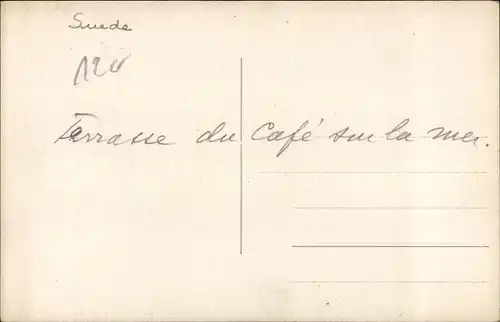 Suede
120
Terrasse du Café sur la mer.